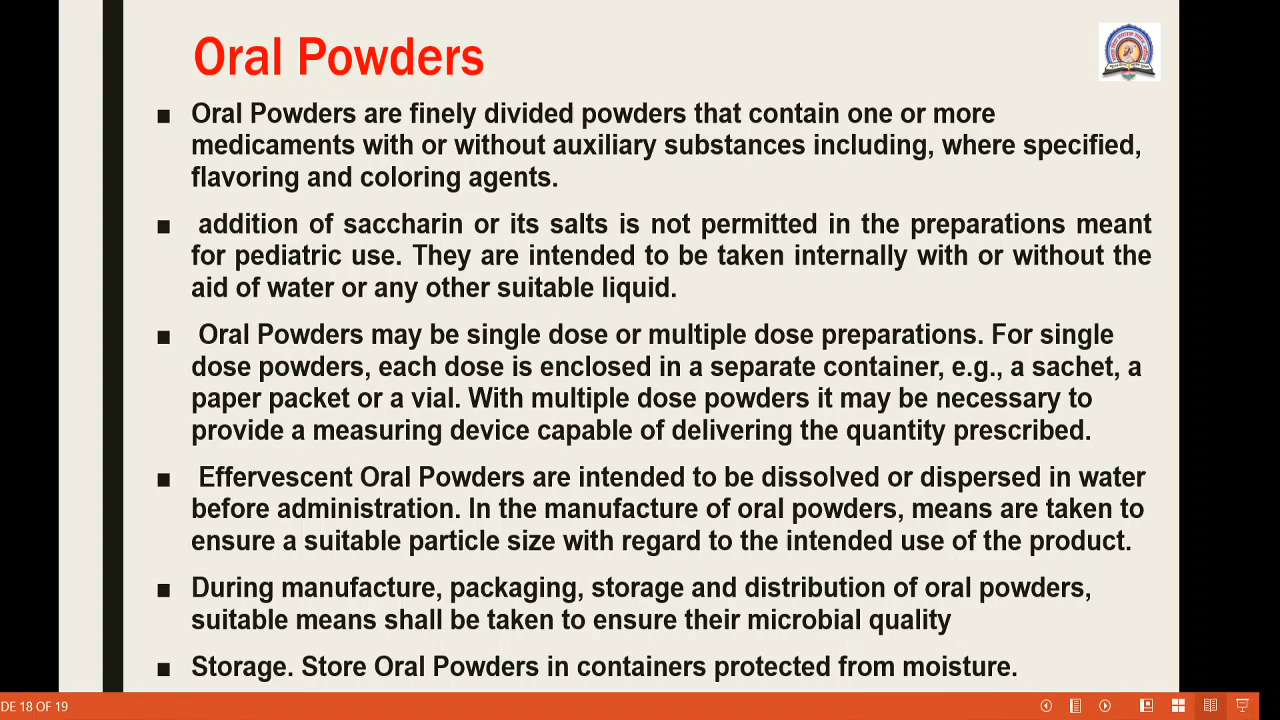 Oral Powders
■ Oral Powders are finely divided powders that contain one or more
medicaments with or without auxiliary substances including, where specified,
flavoring and coloring agents.
■ addition of saccharin or its salts is not permitted in the preparations meant
for pediatric use. They are intended to be taken internally with or without the
aid of water or any other suitable liquid.
■ Oral Powders may be single dose or multiple dose preparations. For single
dose powders, each dose is enclosed in a separate container, e.g., a sachet, a
paper packet or a vial. With multiple dose powders it may be necessary to
provide a measuring device capable of delivering the quantity prescribed.
■ Effervescent Oral Powders are intended to be dissolved or dispersed in water
before administration. In the manufacture of oral powders, means are taken to
ensure a suitable particle size with regard to the intended use of the product.
■ During manufacture, packaging, storage and distribution of oral powders,
suitable means shall be taken to ensure their microbial quality
■ Storage. Store Oral Powders in containers protected from moisture.
DE 18 OF 19